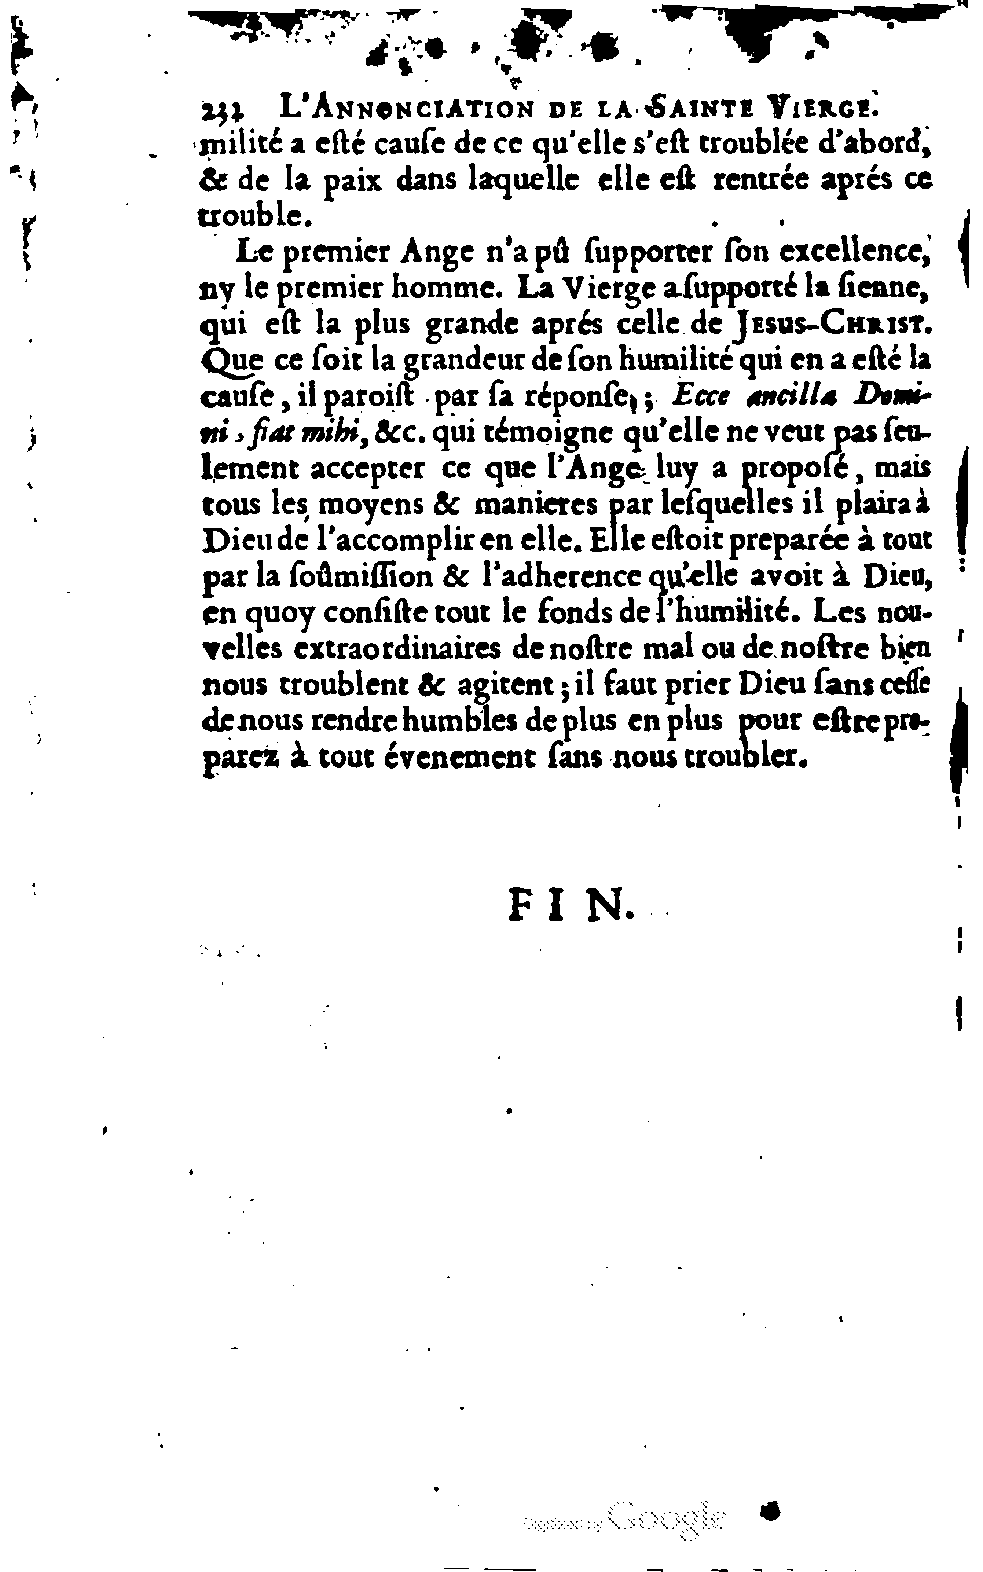 232 L'ANNONCIATION DE LA SAINTE VIERGE.
milité a eſté cauſe de ce qu'elle s'eſt troublée d'abord,
& de la paix dans laquelle elle eſt rentrée aprés ce
trouble.
Le premier Ange n'a pû ſupporter ſon excellence,
ny le premier homme. La Vierge a ſupporté la ſienne,
qui eſt la plus grande aprés celle de JESUS-CHRIST.
Que ce ſoit la grandeur de ſon humilité qui en a eſté la
cauſe, il paroiſt par ſa réponſe; Ecce ancilla Domi-
ni, fiat mihi, &c. qui témoigne qu'elle ne veut pas ſeu-
lement accepter ce que l'Ange luy a propoſé, mais
tous les moyens & manieres par leſquelles il plaira à
Dieu de l'accomplir en elle. Elle eſtoit preparée à tout
par la ſoûmiſſion & l'adherence qu'elle avoit à Dieu,
en quoy conſiſte tout le fonds de l'humilité. Les nou-
velles extraordinaires de noſtre mal ou de noſtre bien
nous troublent & agitent; il faut prier Dieu ſans ceſſe
de nous rendre humbles de plus en plus pour eſtre pre-
parez à tout évenement ſans nous troubler.
FIN.
Digitized by Google